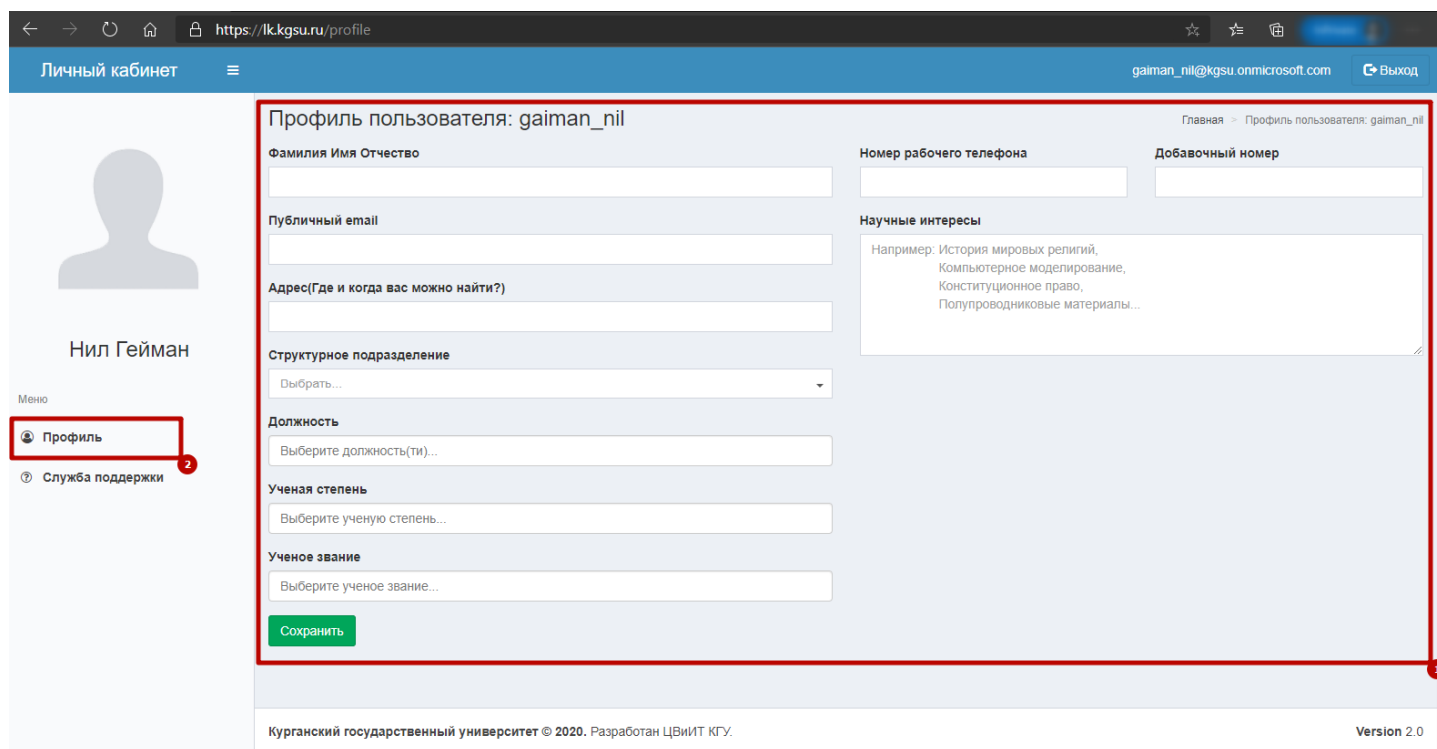 https://lk.kgsu.ru/profile
Личный кабинет
gaiman_nil@kgsu.onmicrosoft.com
Выход
Профиль пользователя: gaiman_nil
Главная > Профиль пользователя: gaiman_nil
Нил Гейман
Меню
Профиль
2
Служба поддержки
Фамилия Имя Отчество
Публичный email
Адрес(Где и когда вас можно найти?)
Структурное подразделение
Выбрать...
Должность
Выберите должность(ти)...
Ученая степень
Выберите ученую степень...
Ученое звание
Выберите ученое звание...
Сохранить
Номер рабочего телефона
Добавочный номер
Научные интересы
Например: История мировых религий,
Компьютерное моделирование,
Конституционное право,
Полупроводниковые материалы...
Курганский государственный университет © 2020. Разработан ЦВиИТ КГУ.
Version 2.0